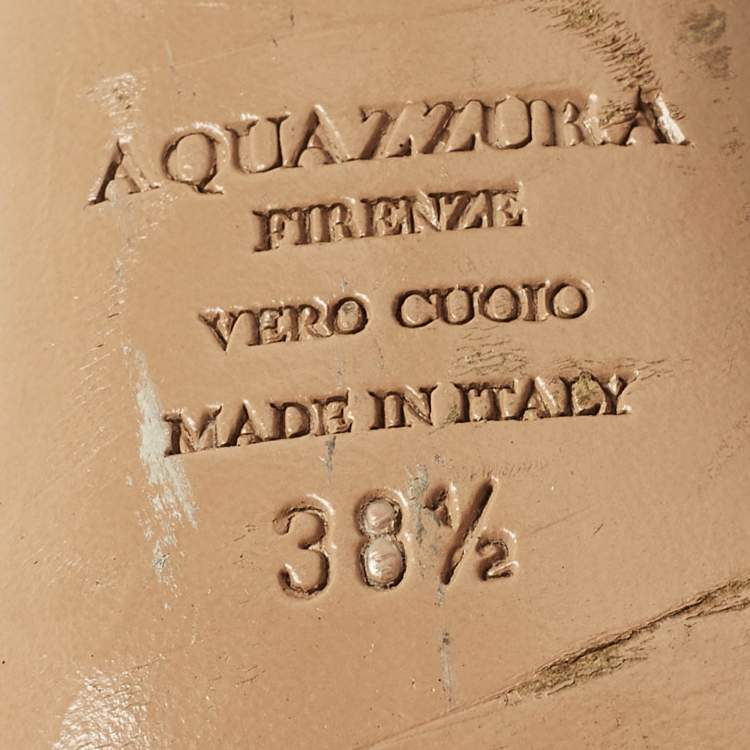 AQUAZZURA
FIRENZE
VERO CUOIO
MADE IN ITALY
38½